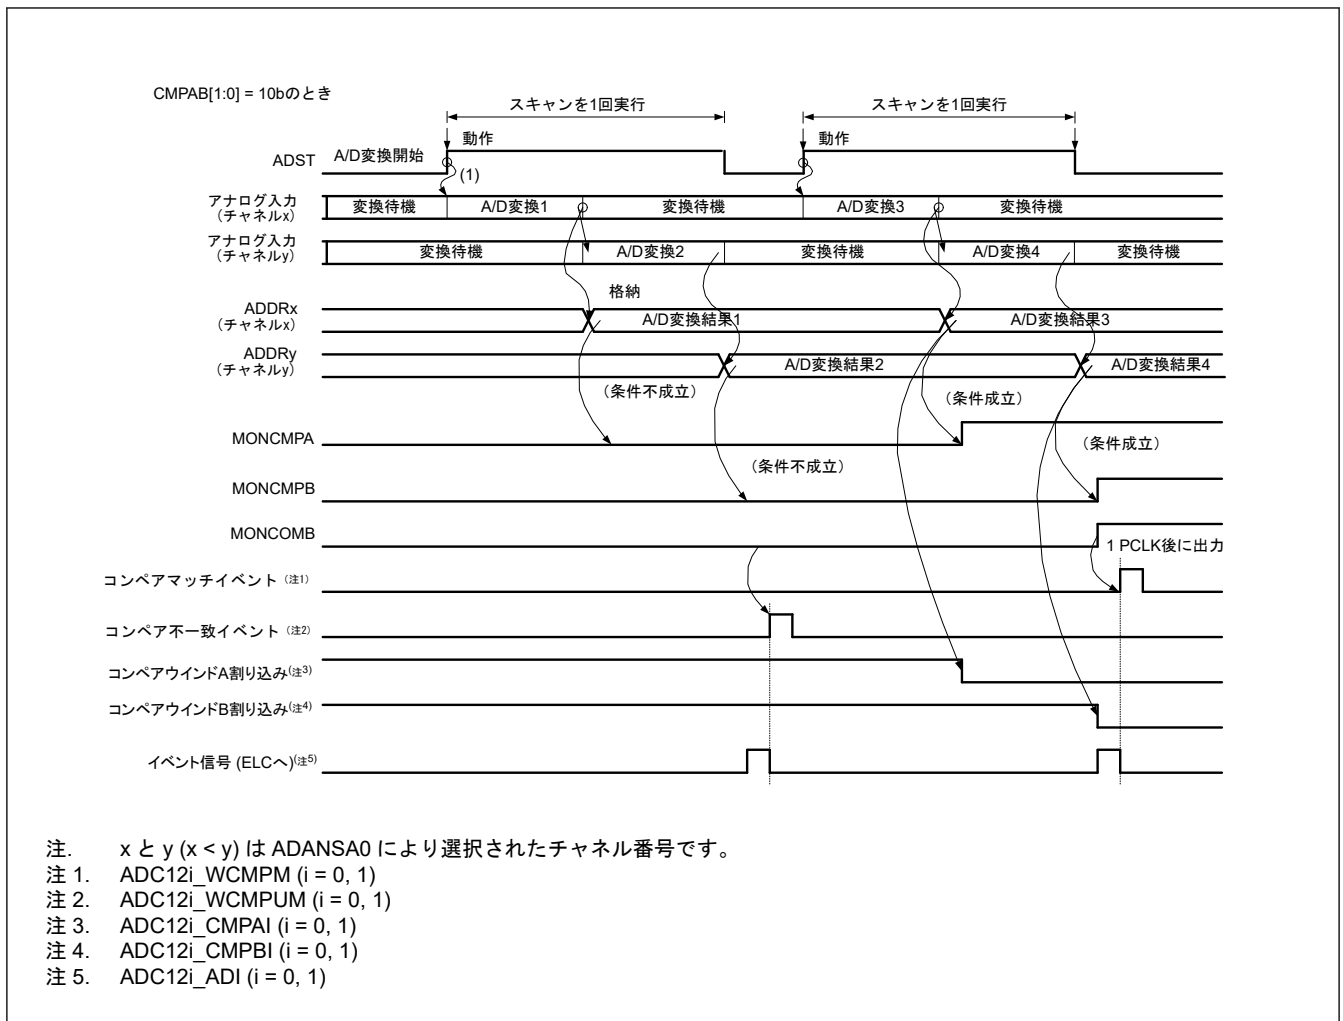 CMPAB[1:0] = 10bのとき
スキャンを1回実行
スキャンを1回実行
動作
動作
ADST
A/D変換開始
(1)
アナログ入力
(チャネルx)
変換待機
A/D変換1
変換待機
A/D変換3
変換待機
アナログ入力
(チャネルy)
変換待機
A/D変換2
変換待機
A/D変換4
変換待機
格納
ADDRx
(チャネルx)
A/D変換結果1
A/D変換結果3
ADDRy
(チャネルy)
A/D変換結果2
A/D変換結果4
(条件不成立)
(条件成立)
MONCMPA
(条件成立)
(条件不成立)
MONCMPB
MONCOMB
1 PCLK後に出力
コンペアマッチイベント (注1)
コンペア不一致イベント (注2)
コンペアウインドA割り込み(注3)
コンペアウインドB割り込み(注4)
イベント信号 (ELCへ)(注5)
注. x と y (x < y) は ADANSA0 により選択されたチャネル番号です。
注 1. ADC12i_WCMPM (i = 0, 1)
注 2. ADC12i_WCMPUM (i = 0, 1)
注 3. ADC12i_CMPAI (i = 0, 1)
注 4. ADC12i_CMPBI (i = 0, 1)
注 5. ADC12i_ADI (i = 0, 1)